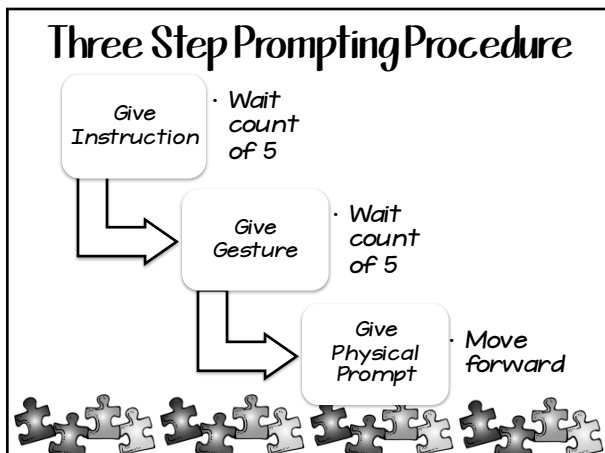 Three Step Prompting Procedure
Give
Instruction
• Wait
count
of 5
Give
Gesture
• Wait
count
of 5
Give
Physical
Prompt
• Move
forward